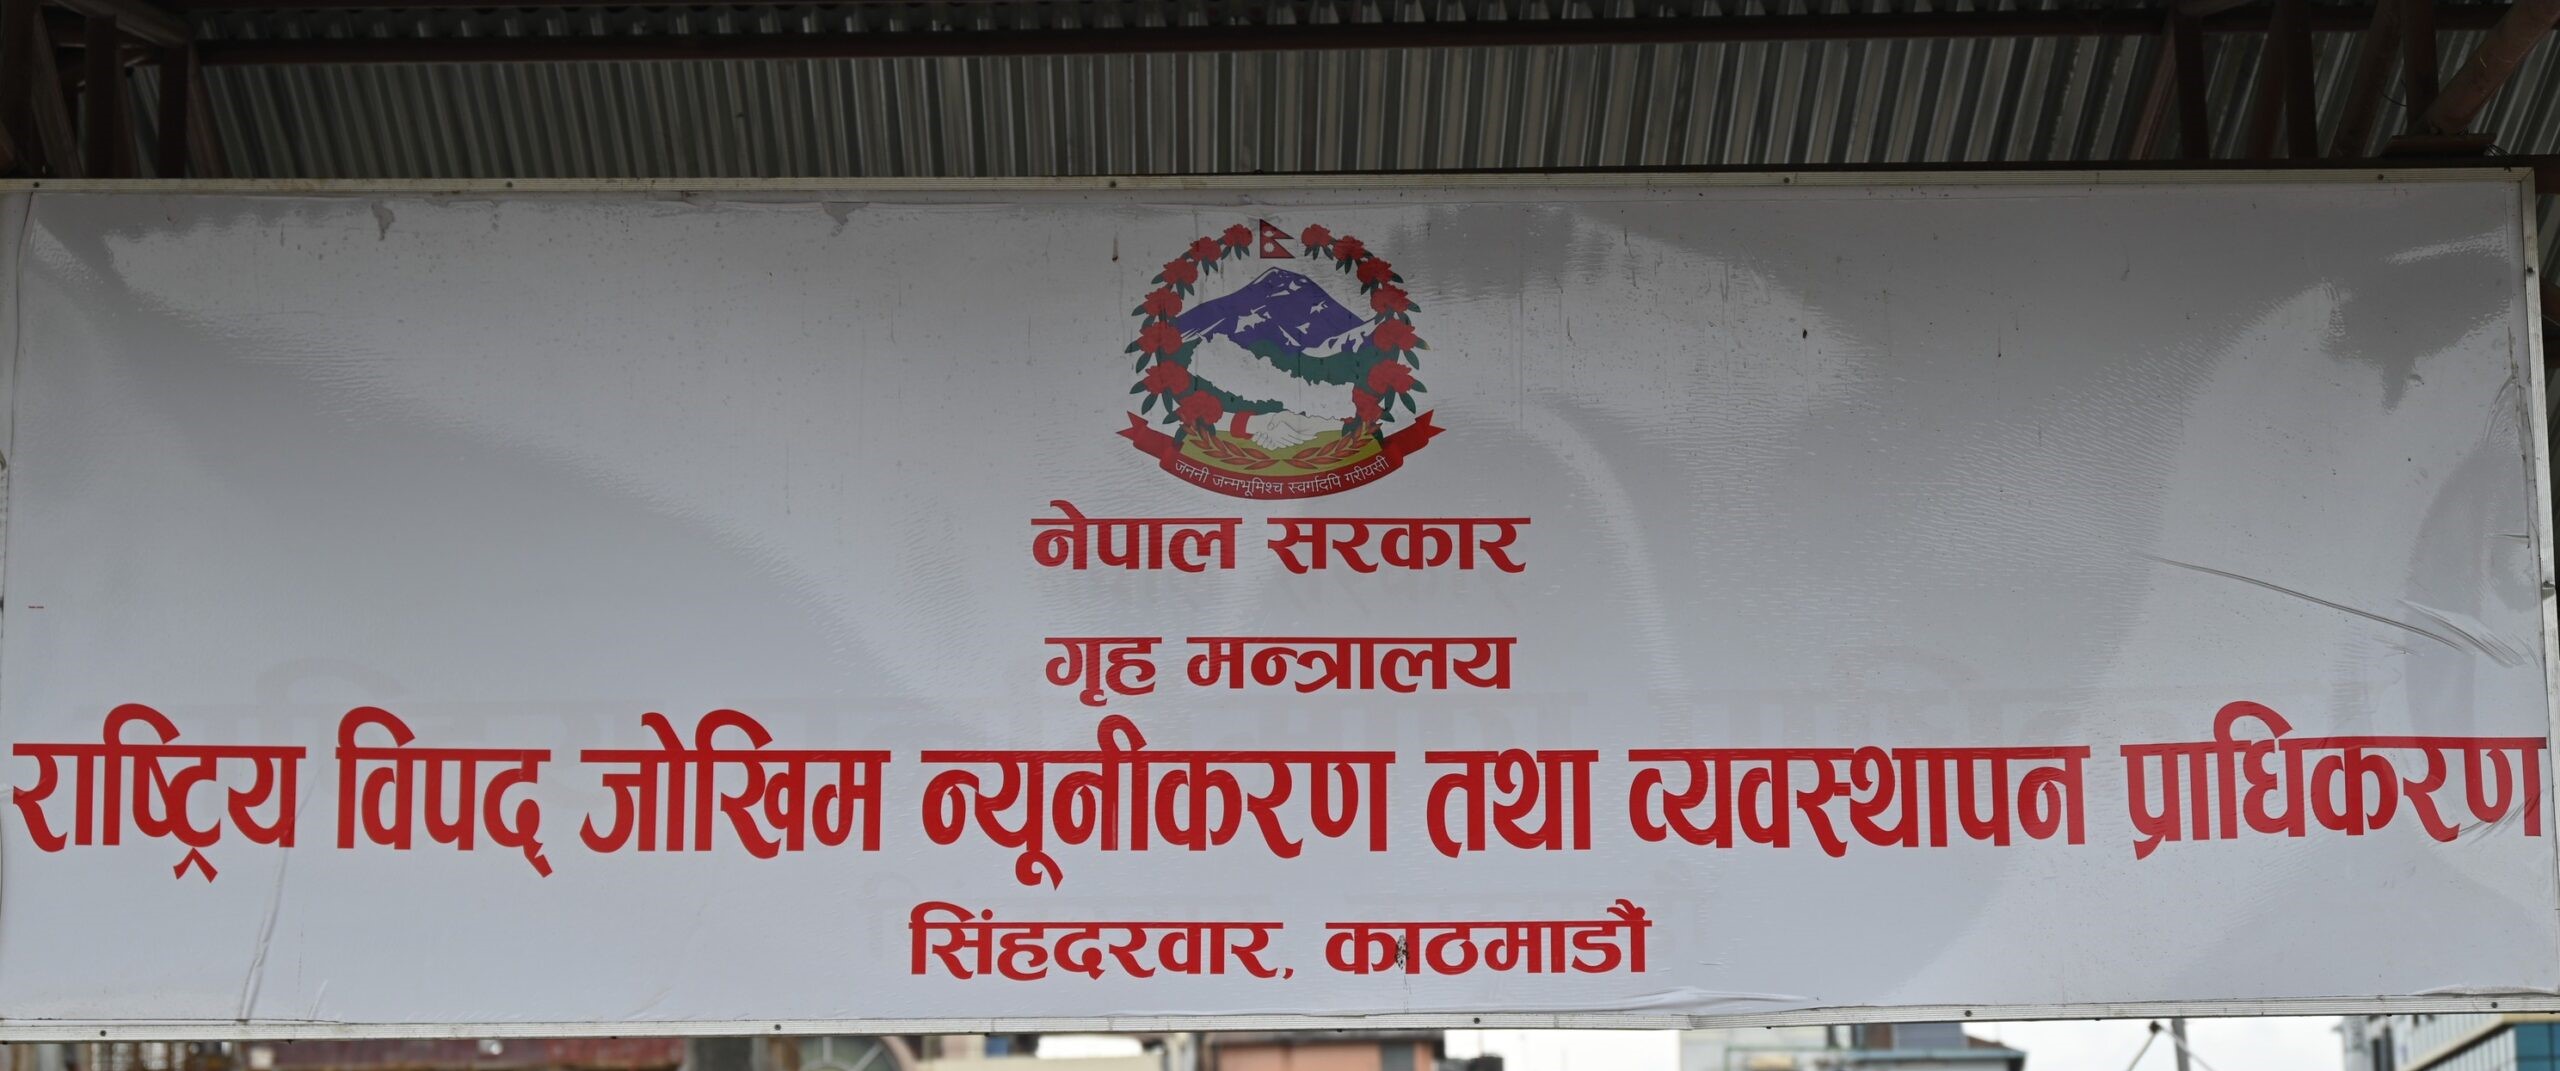 जननी जन्मभूमिश्च स्वर्गादपि गरीयसी
नेपाल सरकार
गृह मन्त्रालय
राष्ट्रिय विपद् जोखिम न्यूनीकरण तथा व्यवस्थापन प्राधिकरण
सिंहदरवार, काठमाडौं